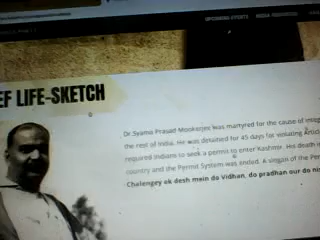 UPCOMING EVENTS MEDIA RESOURCES
EF LIFE-SKETCH
Dr Syama Prasad Mookerjee was martyred for the cause of
the rest of India. He was detained for 45 days for violating
required Indians to seek a permit to enter Kashmir. His death
country and the Permit System was ended. A slogan of the
Chalengey ek desh mein do Vidhan, do pradhan aur do